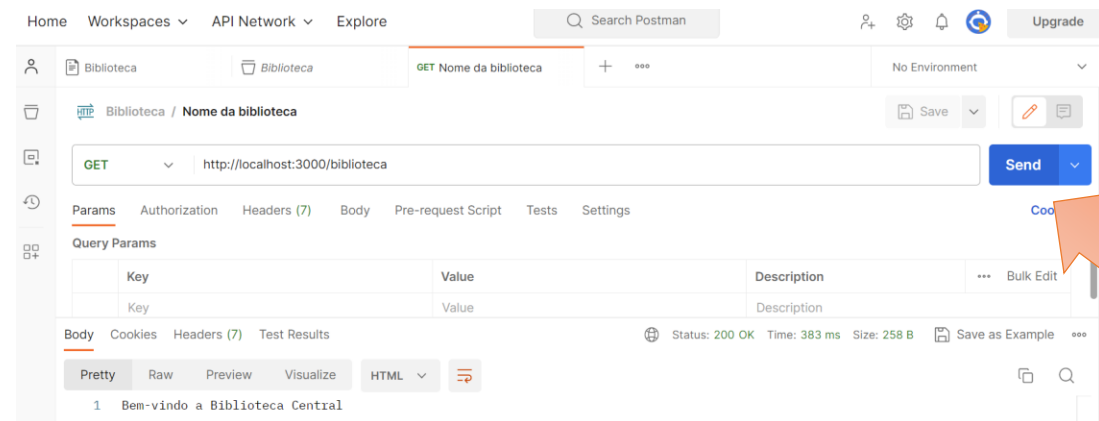 Home Workspaces API Network Explore Search Postman Upgrade
Biblioteca Biblioteca GET Nome da biblioteca No Environment
HTTP Biblioteca / Nome da biblioteca Save
GET http://localhost:3000/biblioteca Send
Params Authorization Headers (7) Body Pre-request Script Tests Settings
Query Params
Key Value Description Bulk Edit
Key Value Description
Body Cookies Headers (7) Test Results Status: 200 OK Time: 383 ms Size: 258 B Save as Example
Pretty Raw Preview Visualize HTML
1 Bem-vindo a Biblioteca Central